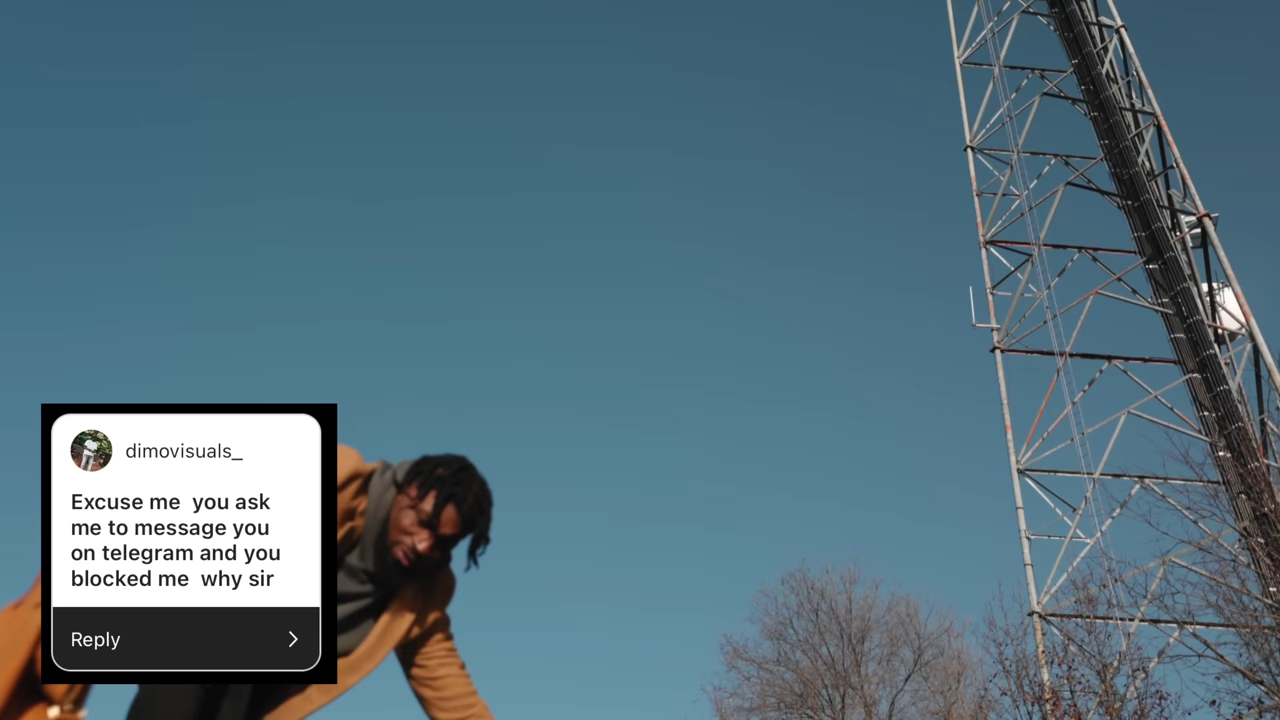 dimovisuals_
Excuse me  you ask
me to message you
on telegram and you
blocked me  why sir
Reply